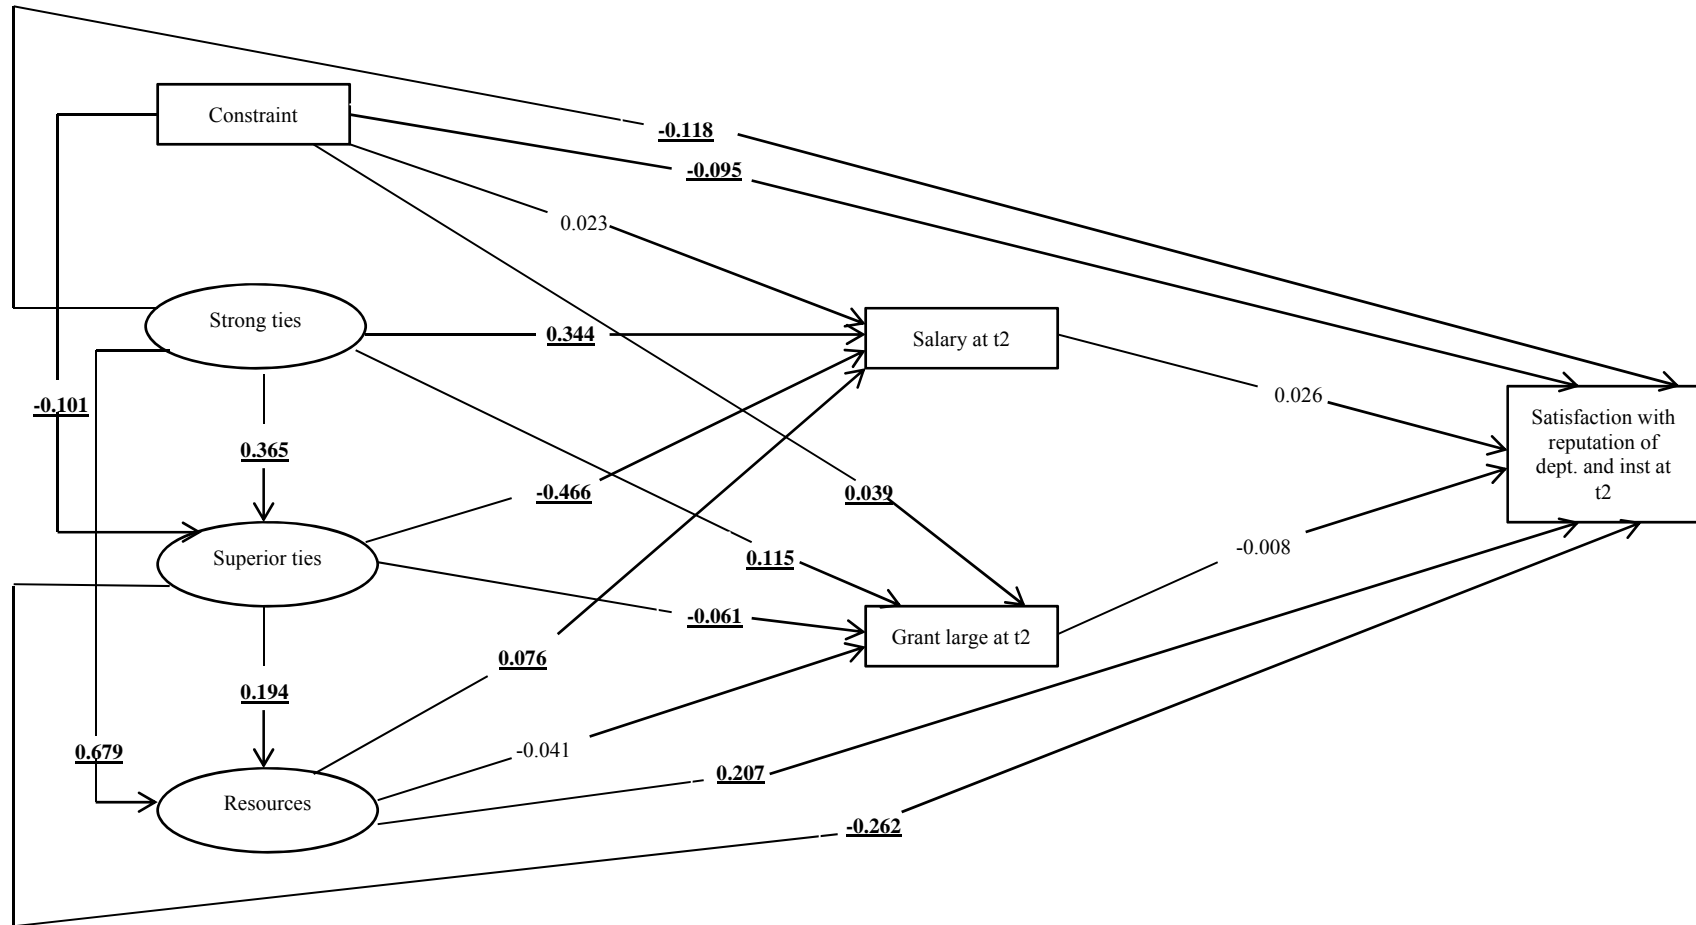 Constraint
-0.118
-0.095
0.023
Strong ties
0.344
Salary at t2
0.026
-0.101
Satisfaction with
reputation of
dept. and inst at
t2
0.365
-0.466
0.039
Superior ties
0.115
-0.008
-0.061
Grant large at t2
0.076
0.194
0.679
-0.041
0.207
Resources
-0.262